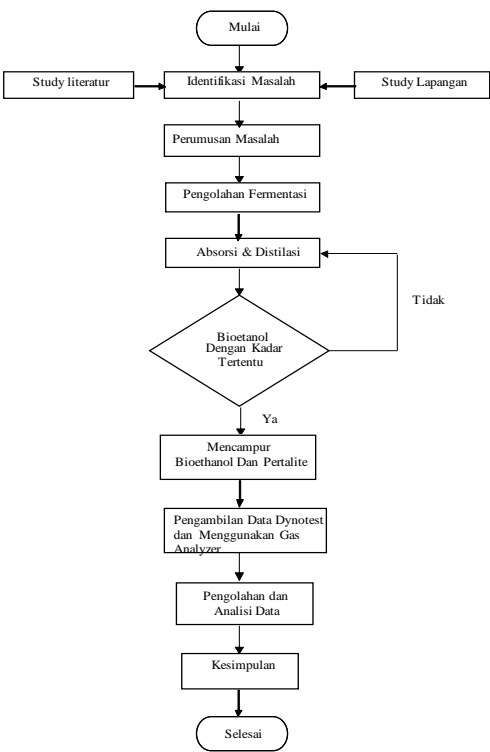 Mulai
Study literatur
Identifikasi Masalah
Study Lapangan
Perumusan Masalah
Pengolahan Fermentasi
Absorsi & Distilasi
Tidak
Bioetanol
Dengan Kadar
Tertentu
Ya
Mencampur
Bioethanol Dan Pertalite
Pengambilan Data Dynotest
dan Menggunakan Gas
Analyzer
Pengolahan dan
Analisi Data
Kesimpulan
Selesai